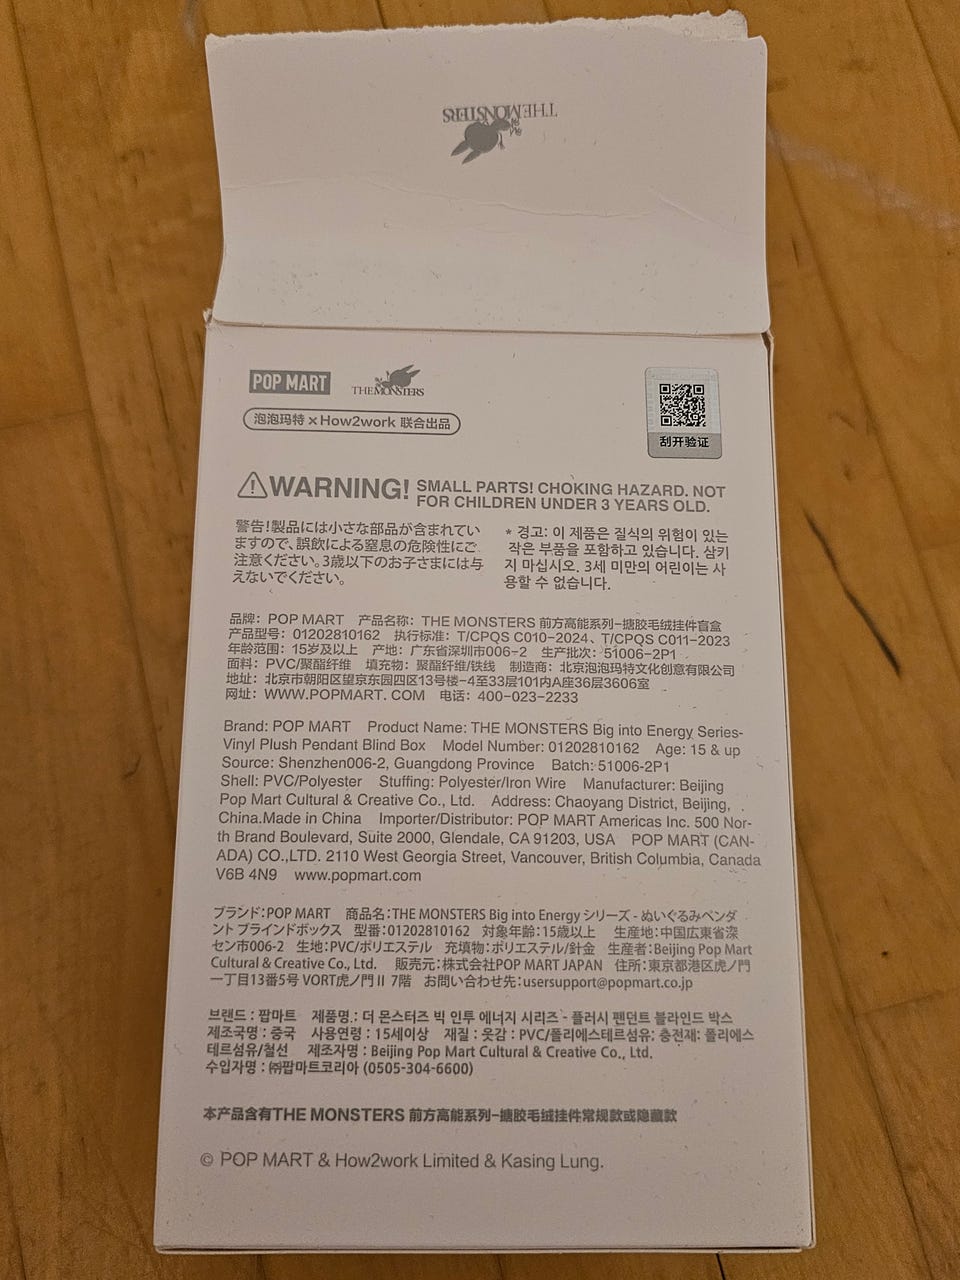 THE MONSTERS
POP MART
THE MONSTERS
泡泡玛特 × How2work 联合出品
刮开验证
WARNING! SMALL PARTS! CHOKING HAZARD. NOT
FOR CHILDREN UNDER 3 YEARS OLD.
警告!製品には小さな部品が含まれてい
ますので、誤飲による窒息の危険性にご
注意ください。3歳以下のお子さまには与
えないでください。
* 경고: 이 제품은 질식의 위험이 있는
작은 부품을 포함하고 있습니다. 삼키
지 마십시오. 3세 미만의 어린이는 사
용할 수 없습니다.
品牌: POP MART 产品名称: THE MONSTERS 前方高能系列-搪胶毛绒挂件盲盒
产品型号: 01202810162 执行标准: T/CPQS C010-2024、T/CPQS C011-2023
年龄范围: 15岁及以上 产地: 广东省深圳市006-2 生产批次: 51006-2P1
面料: PVC/聚酯纤维 填充物: 聚酯纤维/铁线 制造商: 北京泡泡玛特文化创意有限公司
地址: 北京市朝阳区望京东园四区13号楼-4至33层101内A座36层3606室
网址: WWW.POPMART.COM 电话: 400-023-2233
Brand: POP MART Product Name: THE MONSTERS Big into Energy Series-
Vinyl Plush Pendant Blind Box Model Number: 01202810162 Age: 15 & up
Source: Shenzhen006-2, Guangdong Province Batch: 51006-2P1
Shell: PVC/Polyester Stuffing: Polyester/Iron Wire Manufacturer: Beijing
Pop Mart Cultural & Creative Co., Ltd. Address: Chaoyang District, Beijing,
China.Made in China Importer/Distributor: POP MART Americas Inc. 500 Nor-
th Brand Boulevard, Suite 2000, Glendale, CA 91203, USA POP MART (CAN-
ADA) CO.,LTD. 2110 West Georgia Street, Vancouver, British Columbia, Canada
V6B 4N9 www.popmart.com
ブランド:POP MART 商品名:THE MONSTERS Big into Energy シリーズ - ぬいぐるみペンダ
ント ブラインドボックス 型番:01202810162 対象年齢:15歳以上 生産地:中国広東省深
セン市006-2 生地:PVC/ポリエステル 充填物:ポリエステル/針金 生産者:Beijing Pop Mart
Cultural & Creative Co., Ltd. 販売元:株式会社POP MART JAPAN 住所:東京都港区虎ノ門
一丁目13番5号 VORT虎ノ門Ⅱ 7階 お問い合わせ先:usersupport@popmart.co.jp
브랜드 : 팝마트 제품명 : 더 몬스터즈 빅 인투 에너지 시리즈 - 플러시 펜던트 블라인드 박스
제조국명 : 중국 사용연령 : 15세이상 재질 : 옷감 : PVC/폴리에스테르섬유; 충전재: 폴리에스
테르섬유/철선 제조자명 : Beijing Pop Mart Cultural & Creative Co., Ltd.
수입자명 : ㈜팝마트코리아 (0505-304-6600)
本产品含有THE MONSTERS 前方高能系列-搪胶毛绒挂件常规款或隐藏款
© POP MART & How2work Limited & Kasing Lung.